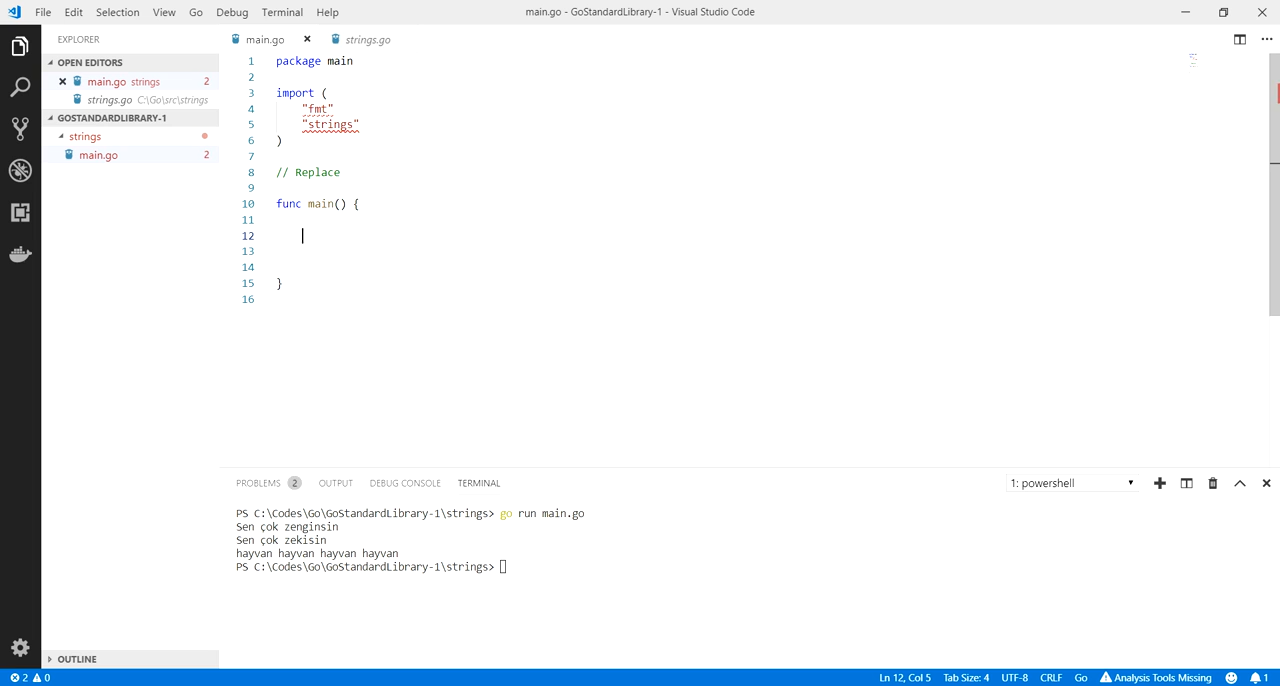 File Edit Selection View Go Debug Terminal Help
main.go - GoStandardLibrary-1 - Visual Studio Code
EXPLORER
OPEN EDITORS
main.go strings 2
strings.go C:\Go\src\strings
GOSTANDARDLIBRARY-1
strings
main.go 2
OUTLINE
main.go strings.go
1 package main
2
3 import (
4 "fmt"
5 "strings"
6 )
7
8 // Replace
9
10 func main() {
11
12
13
14
15 }
16
PROBLEMS 2 OUTPUT DEBUG CONSOLE TERMINAL 1: powershell
PS C:\Codes\Go\GoStandardLibrary-1\strings> go run main.go
Sen çok zenginsin
Sen çok zekisin
hayvan hayvan hayvan hayvan
PS C:\Codes\Go\GoStandardLibrary-1\strings>
2 0 Ln 12, Col 5 Tab Size: 4 UTF-8 CRLF Go Analysis Tools Missing 1